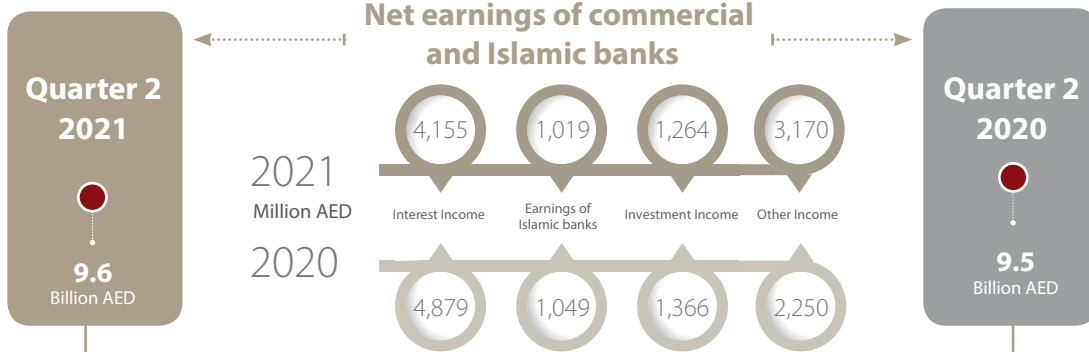 Net earnings of commercial
and Islamic banks
Quarter 2
2021
9.6
Billion AED
2021
Million AED
4,155
1,019
1,264
3,170
Interest Income
Earnings of
Islamic banks
Investment Income
Other Income
2020
4,879
1,049
1,366
2,250
Quarter 2
2020
9.5
Billion AED